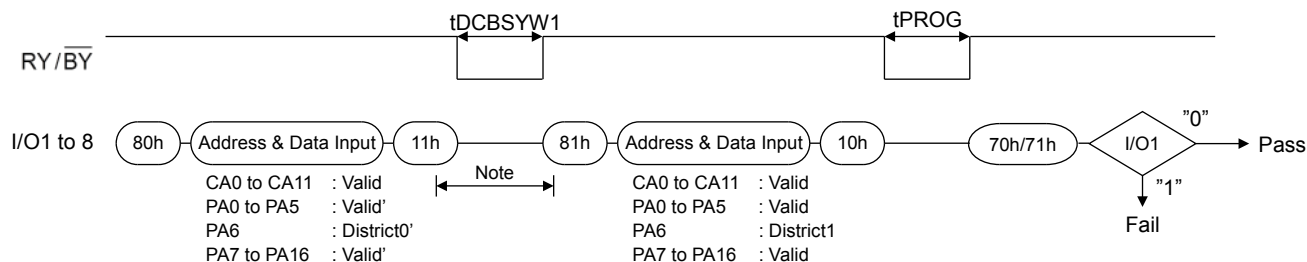 tDCBSYW1
tPROG
RY/BY
I/O1 to 8
80h
Address & Data Input
11h
81h
Address & Data Input
10h
70h/71h
I/O1
"0"
Pass
"1"
Fail
Note
CA0 to CA11 : Valid
PA0 to PA5 : Valid'
PA6 : District0'
PA7 to PA16 : Valid'
CA0 to CA11 : Valid
PA0 to PA5 : Valid
PA6 : District1
PA7 to PA16 : Valid